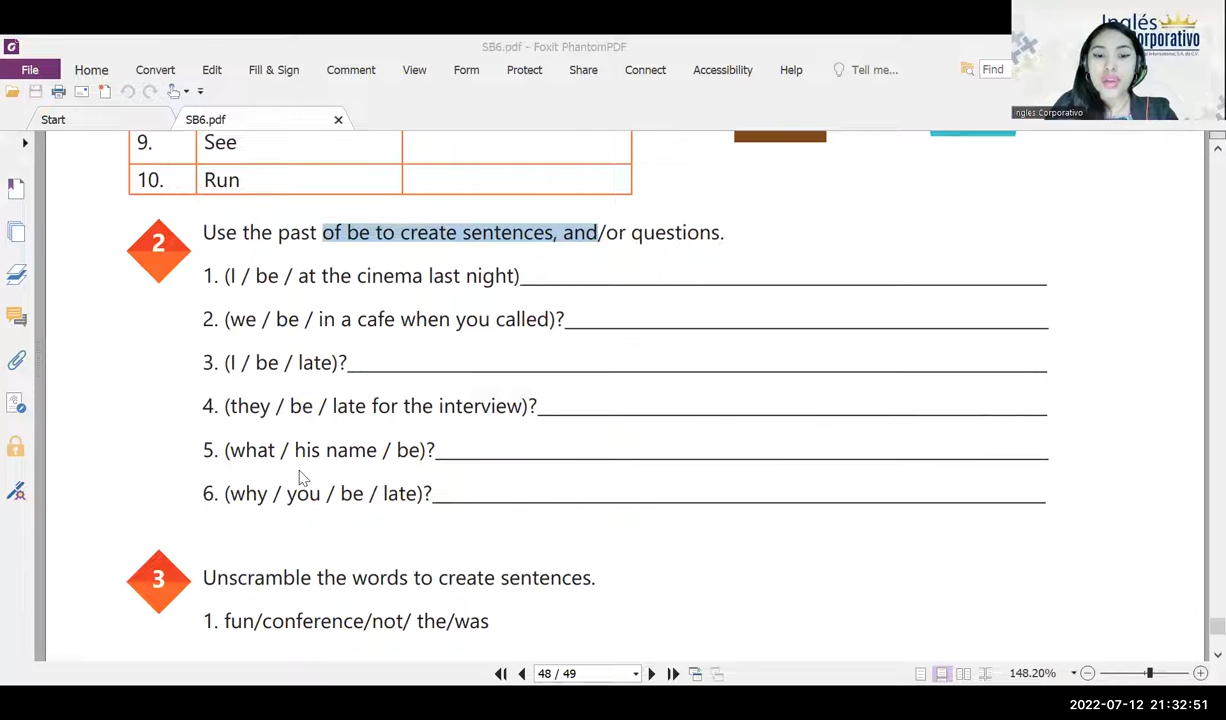 SB6.pdf - Foxit PhantomPDF
Inglés
Corporativo
Ingles Corporativo
File Home Convert Edit Fill & Sign Comment View Form Protect Share Connect Accessibility Help Tell me... Find
Start SB6.pdf
9. See
10. Run
2 Use the past of be to create sentences, and/or questions.
1. (I / be / at the cinema last night)
2. (we / be / in a cafe when you called)?
3. (I / be / late)?
4. (they / be / late for the interview)?
5. (what / his name / be)?
6. (why / you / be / late)?
3 Unscramble the words to create sentences.
1. fun/conference/not/ the/was
48 / 49 148.20%
2022-07-12 21:32:51